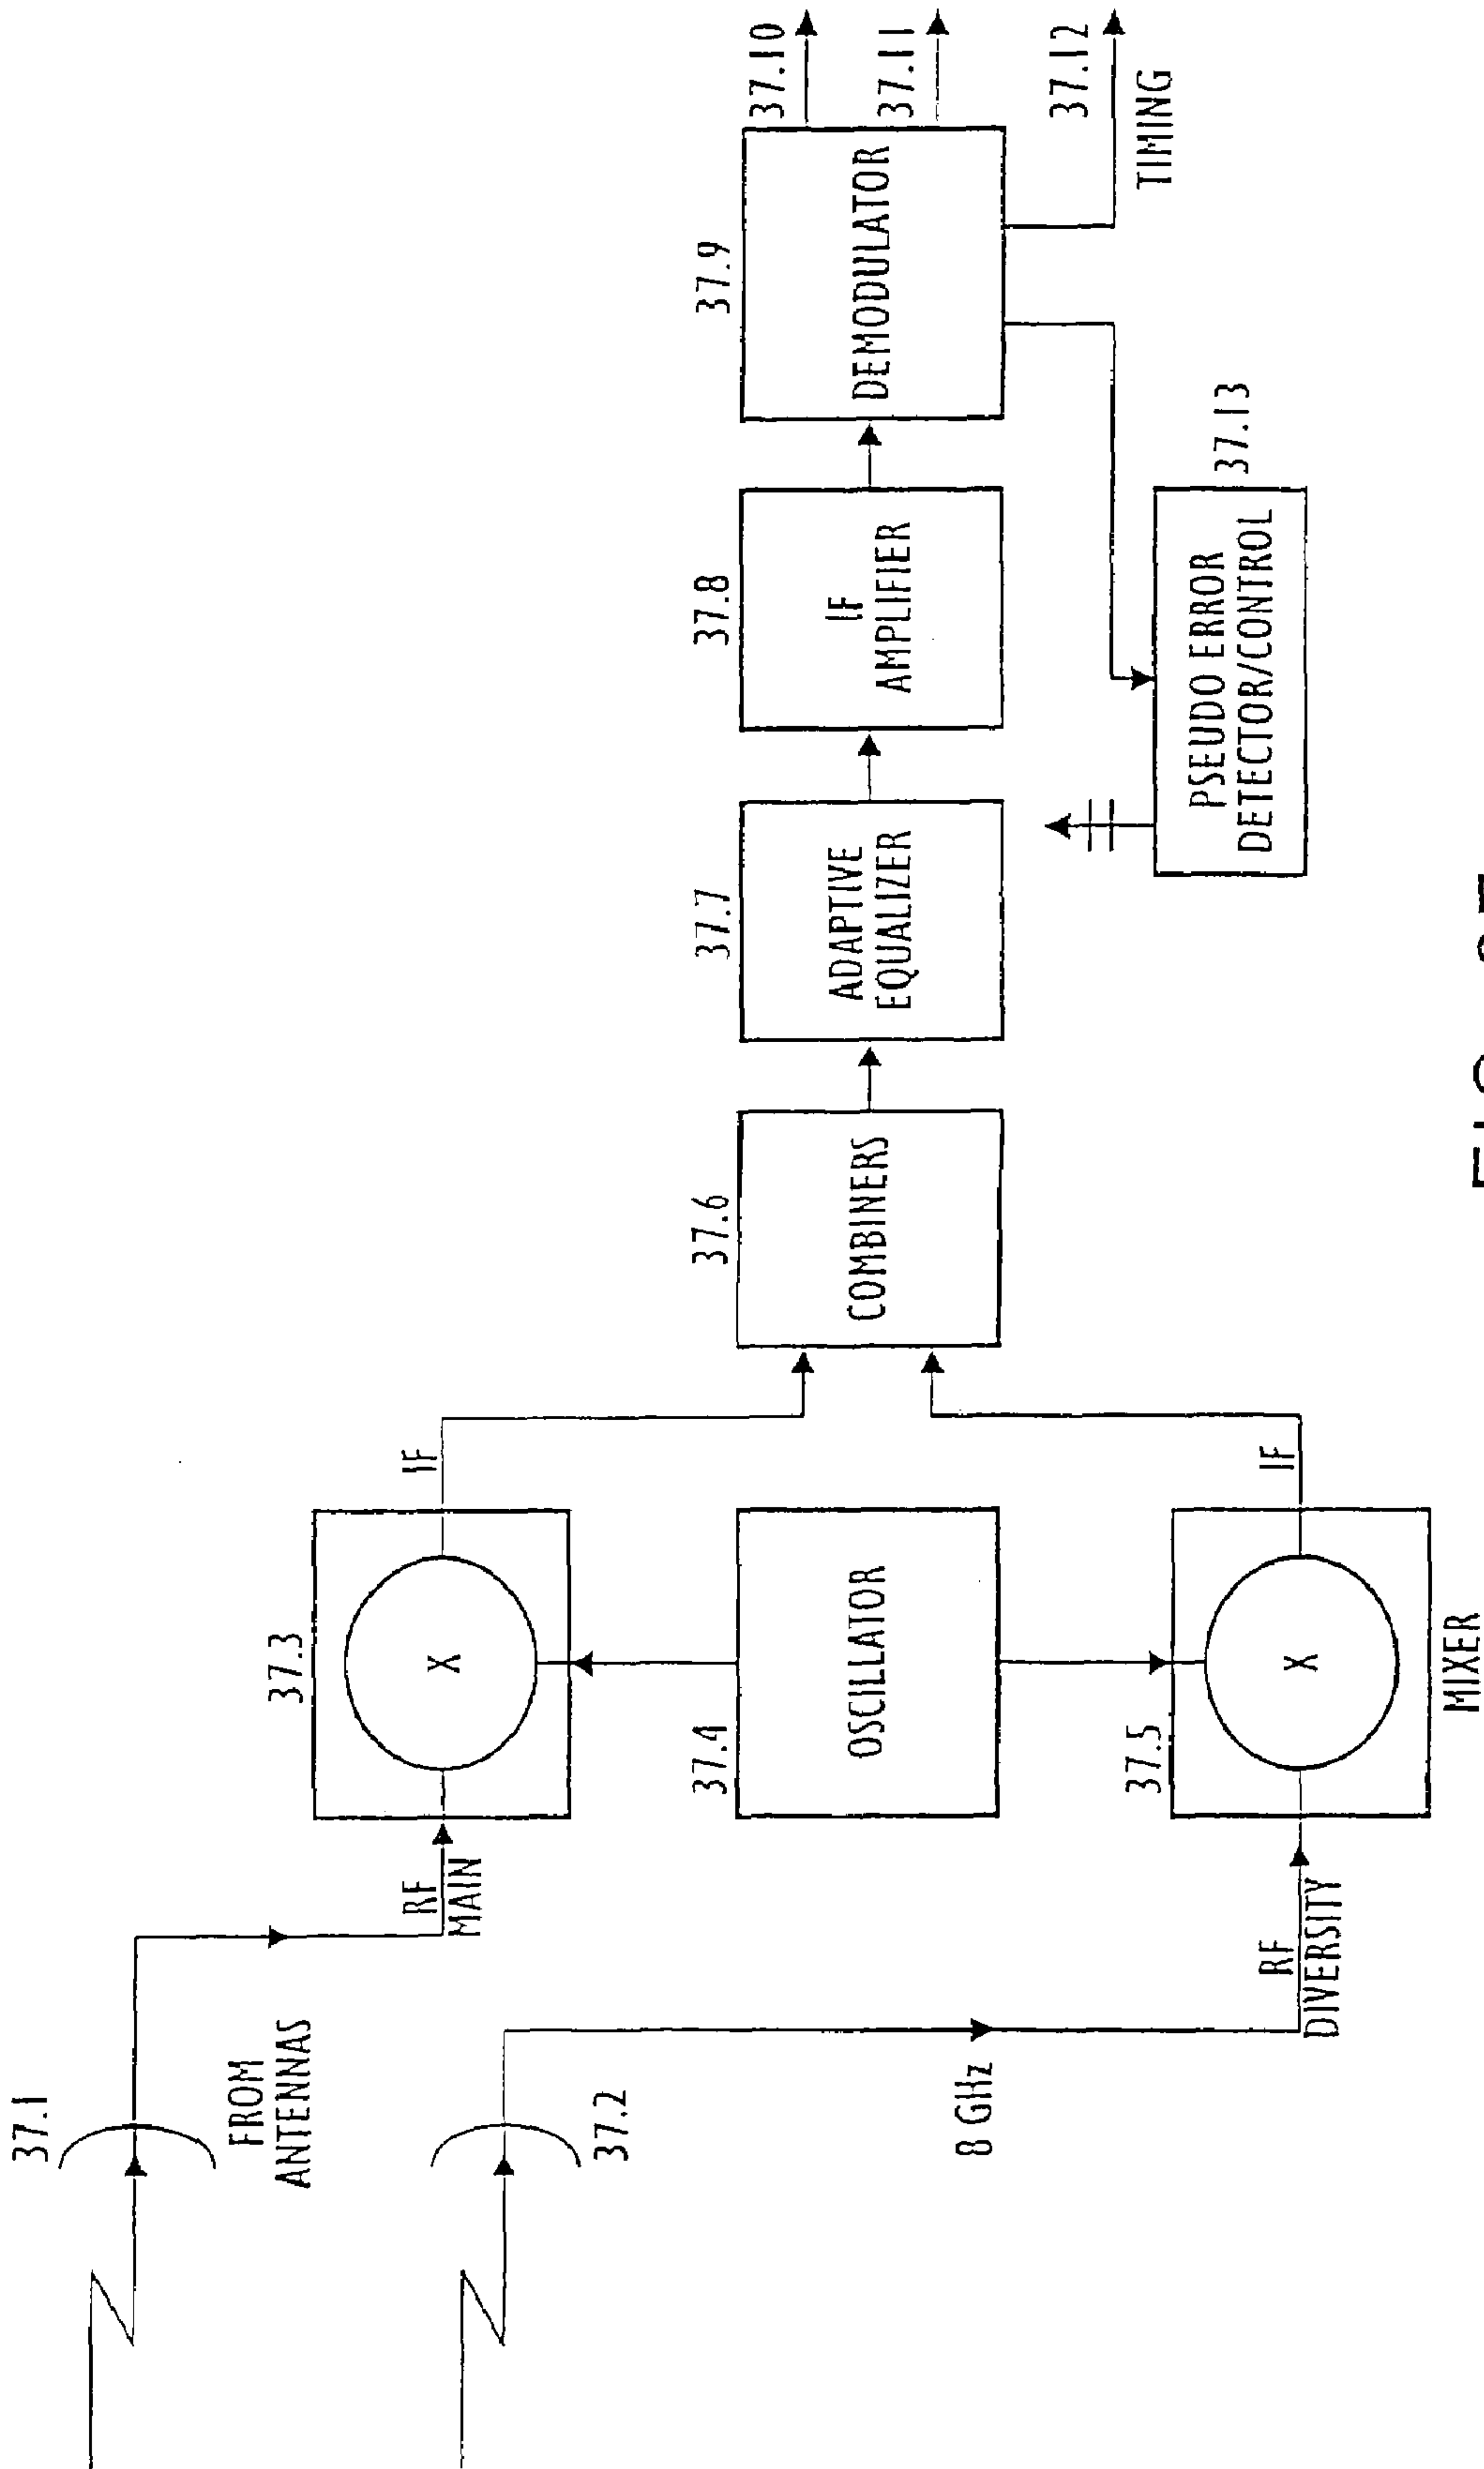 37.1
FROM
ANTENNAS
37.2
8 GHz
RF
MAIN
RF
DIVERSITY
37.3
X
IF
37.4
OSCILLATOR
37.5
X
IF
MIXER
37.6
COMBINERS
37.7
ADAPTIVE
EQUALIZER
37.8
IF
AMPLIFIER
37.9
DEMODULATOR
37.10
37.11
37.12
TIMING
37.13
PSEUDO ERROR
DETECTOR/CONTROL